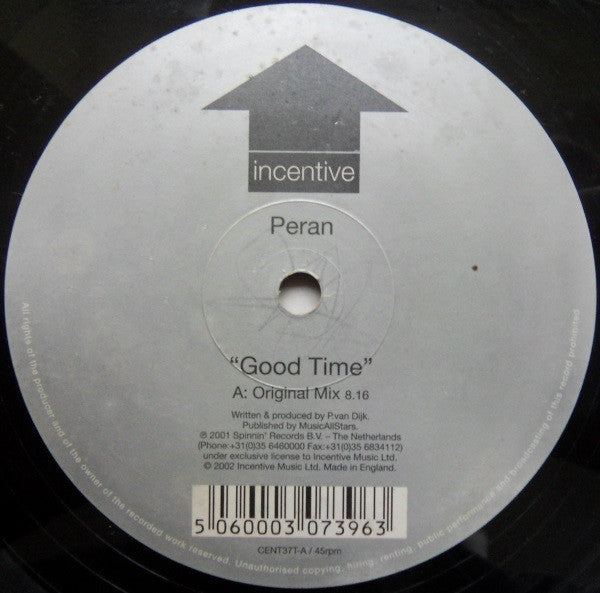 incentive
Peran
"Good Time"
A: Original Mix 8.16
Written & produced by P.van Dijk.
Published by MusicAllStars.
℗ 2001 Spinnin' Records B.V. – The Netherlands
(Phone:+31(0)35 6460000 Fax:+31(0)35 6834112)
under exclusive license to Incentive Music Ltd.
© 2002 Incentive Music Ltd. Made in England.
5 060003 073963
CENT37T-A / 45rpm
All rights of the producer and of the owner of the recorded work reserved. Unauthorised copying, hiring, renting, public performance and broadcasting of this record prohibited